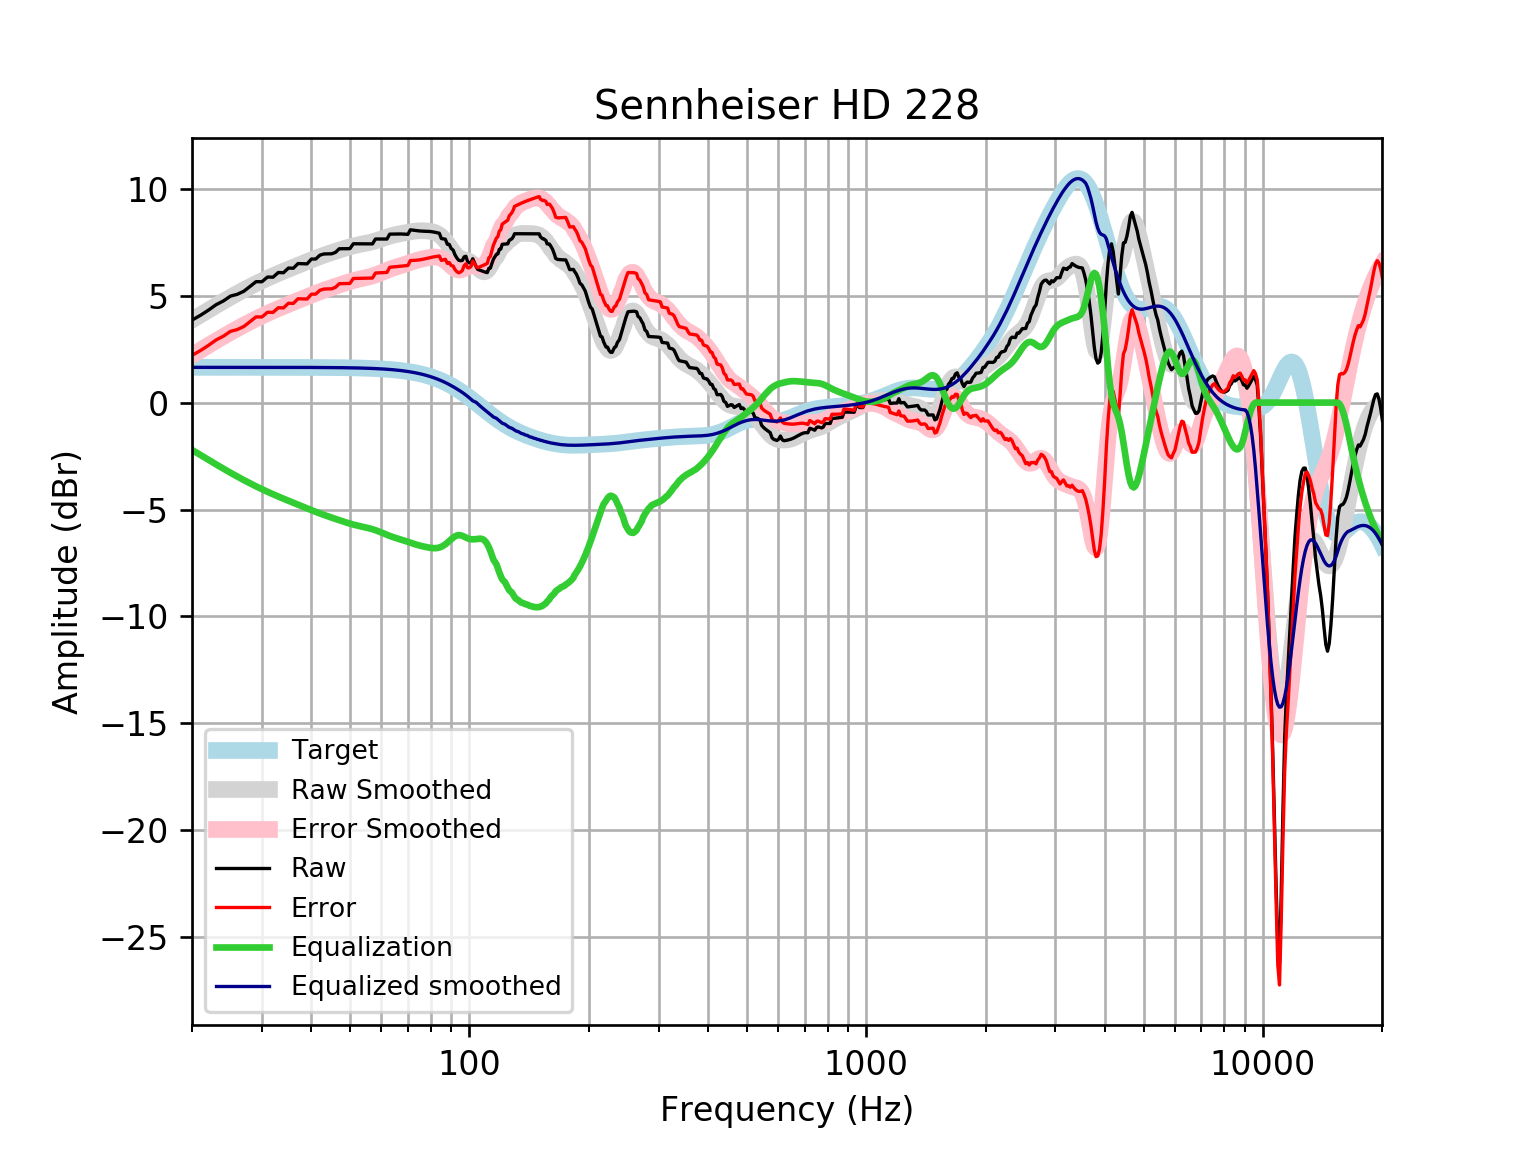 Sennheiser HD 228
10
5
0
−5
−10
−15
−20
−25
Amplitude (dBr)
Target
Raw Smoothed
Error Smoothed
Raw
Error
Equalization
Equalized smoothed
100
1000
10000
Frequency (Hz)